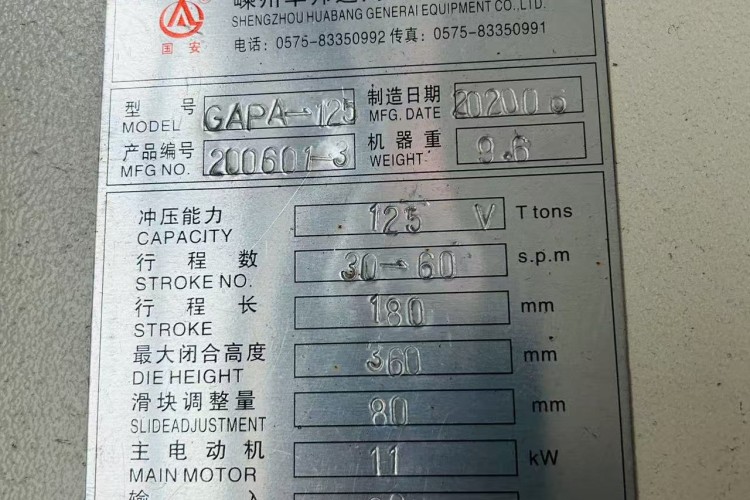 SHENGZHOU HUABANG GENERAI EQUIPMENT CO.,LTD.
国 安
电话: 0575-83350992 传真: 0575-83350991
型 号 MODEL GAPA-125
制造日期 MFG. DATE 202006
产品编号 MFG NO. 200601-3
机器重 WEIGHT. 9.6
冲压能力 CAPACITY 125 V T tons
行 程 数 STROKE NO. 30-60 s.p.m
行 程 长 STROKE 180 mm
最大闭合高度 DIE HEIGHT 360 mm
滑块调整量 SLIDEADJUSTMENT 80 mm
主 电 动 机 MAIN MOTOR 11 kW
输 入